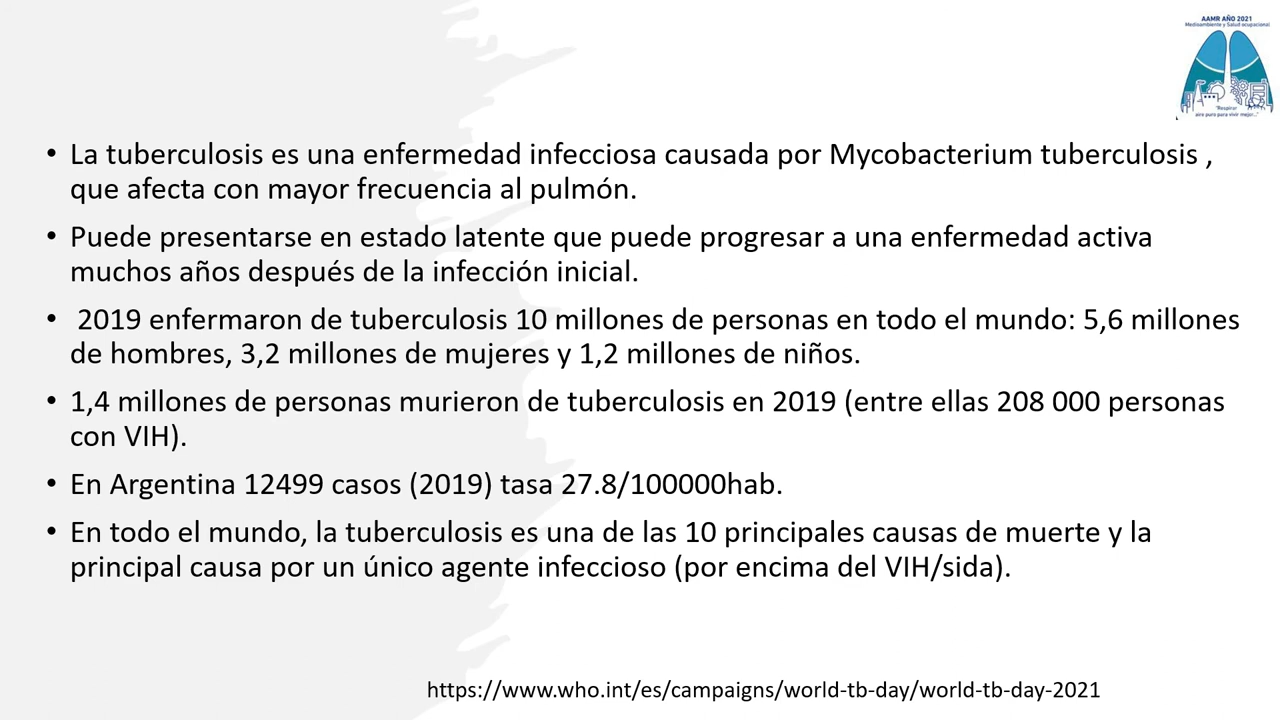 AAMR AÑO 2021
Medioambiente y Salud ocupacional
"Respirar
aire puro para vivir mejor..."
• La tuberculosis es una enfermedad infecciosa causada por Mycobacterium tuberculosis ,
que afecta con mayor frecuencia al pulmón.
• Puede presentarse en estado latente que puede progresar a una enfermedad activa
muchos años después de la infección inicial.
• 2019 enfermaron de tuberculosis 10 millones de personas en todo el mundo: 5,6 millones
de hombres, 3,2 millones de mujeres y 1,2 millones de niños.
• 1,4 millones de personas murieron de tuberculosis en 2019 (entre ellas 208 000 personas
con VIH).
• En Argentina 12499 casos (2019) tasa 27.8/100000hab.
• En todo el mundo, la tuberculosis es una de las 10 principales causas de muerte y la
principal causa por un único agente infeccioso (por encima del VIH/sida).
https://www.who.int/es/campaigns/world-tb-day/world-tb-day-2021